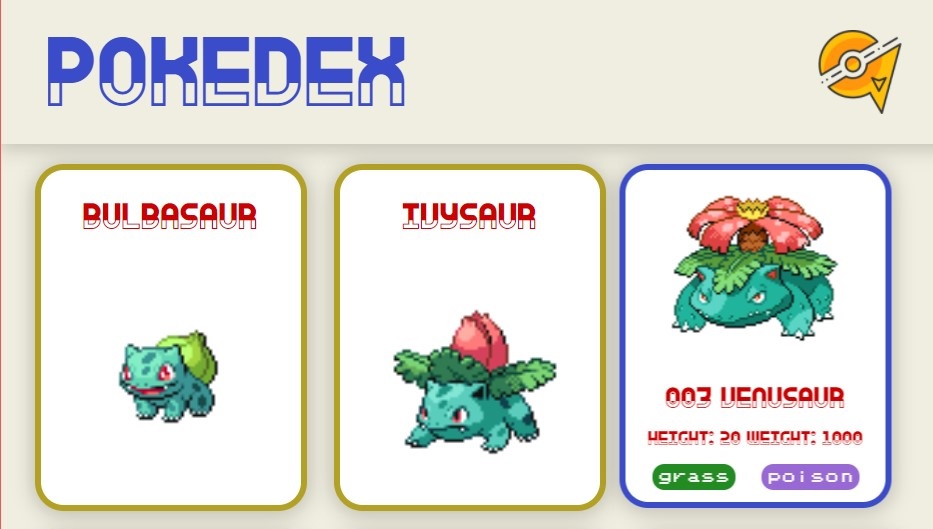 POKEDEX
BULBASAUR
IVYSAUR
003 VENUSAUR
HEIGHT: 20 WEIGHT: 1000
grass
poison